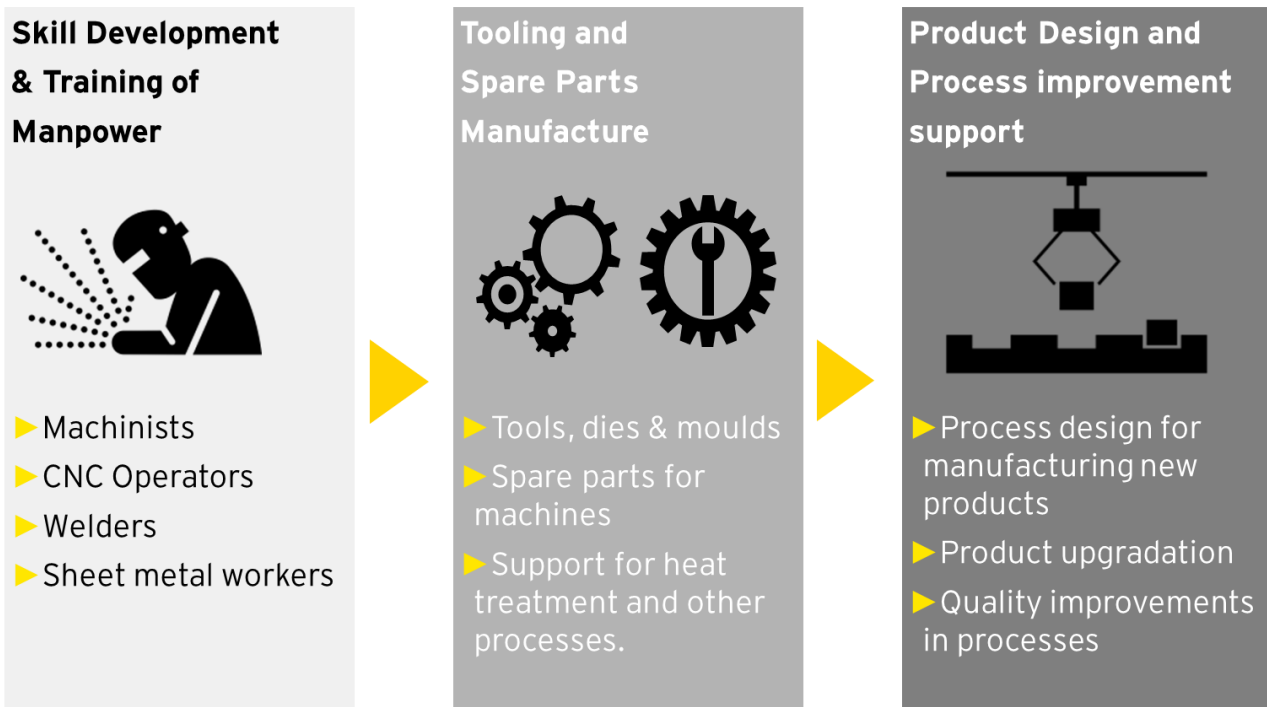 Skill Development
& Training of
Manpower
Machinists
CNC Operators
Welders
Sheet metal workers
Tooling and
Spare Parts
Manufacture
Tools, dies & moulds
Spare parts for
machines
Support for heat
treatment and other
processes.
Product Design and
Process improvement
support
Process design for
manufacturing new
products
Product upgradation
Quality improvements
in processes